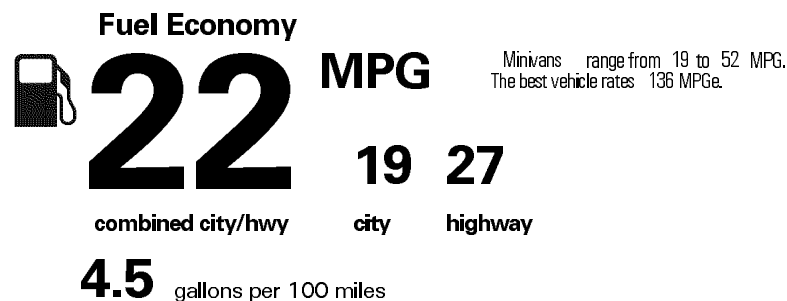 Fuel Economy
22 MPG
Minivans range from 19 to 52 MPG.
The best vehicle rates 136 MPGe.
19 27
combined city/hwy city highway
4.5 gallons per 100 miles